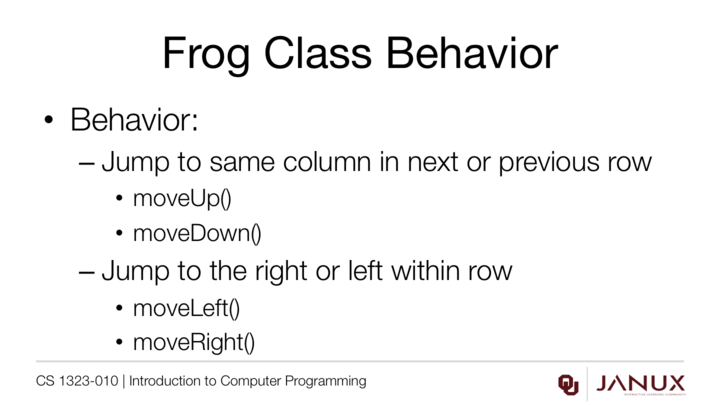 Frog Class Behavior
• Behavior:
– Jump to same column in next or previous row
• moveUp()
• moveDown()
– Jump to the right or left within row
• moveLeft()
• moveRight()
CS 1323-010 | Introduction to Computer Programming
OU JANUX
INTERACTIVE LEARNING COMMUNITY